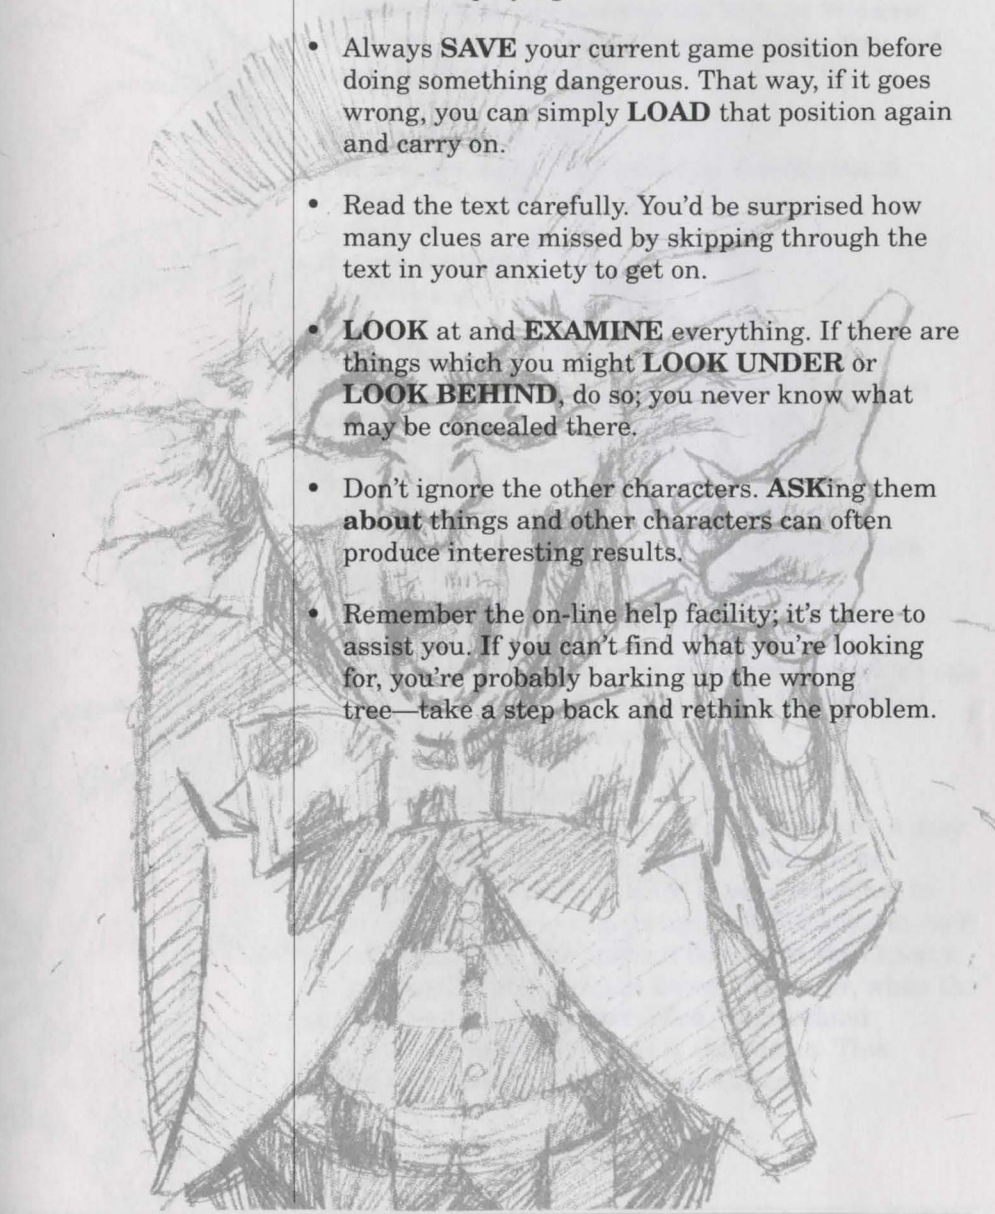 • Always SAVE your current game position before
doing something dangerous. That way, if it goes
wrong, you can simply LOAD that position again
and carry on.
• Read the text carefully. You'd be surprised how
many clues are missed by skipping through the
text in your anxiety to get on.
• LOOK at and EXAMINE everything. If there are
things which you might LOOK UNDER or
LOOK BEHIND, do so; you never know what
may be concealed there.
• Don't ignore the other characters. ASKing them
about things and other characters can often
produce interesting results.
• Remember the on-line help facility; it's there to
assist you. If you can't find what you're looking
for, you're probably barking up the wrong
tree—take a step back and rethink the problem.